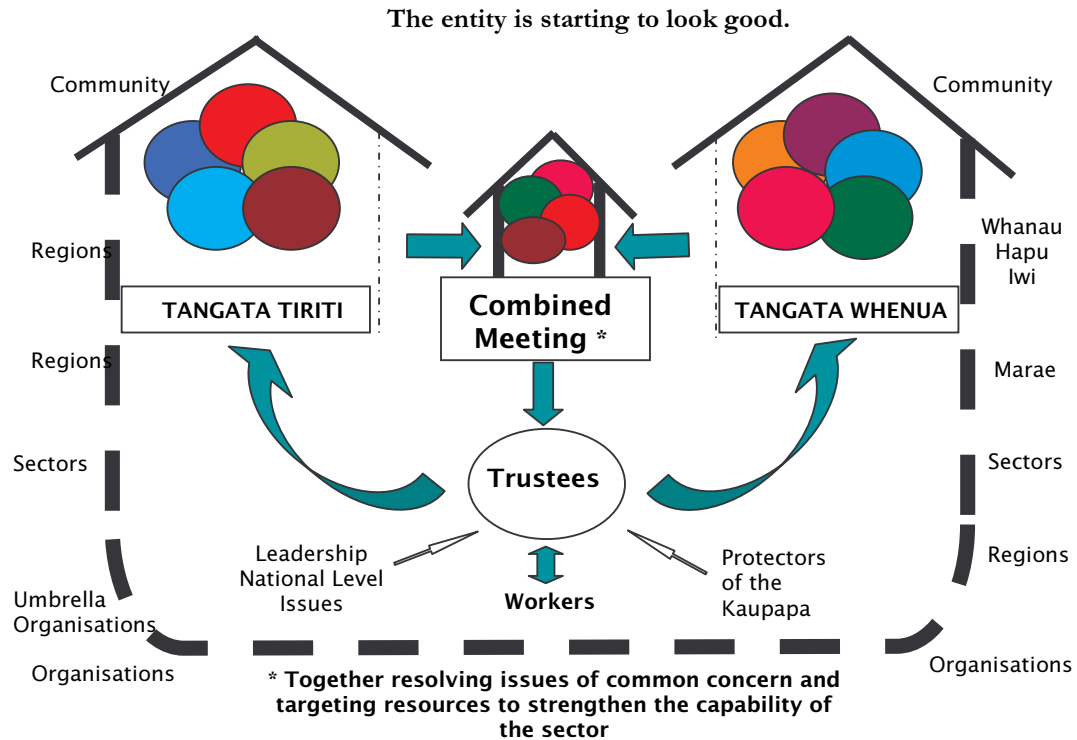 The entity is starting to look good.
Community
Community
Regions
Whanau
Hapu
Iwi
TANGATA TIRITI
Combined
Meeting *
TANGATA WHENUA
Regions
Marae
Sectors
Trustees
Sectors
Leadership
National Level
Issues
Protectors
of the
Kaupapa
Regions
Workers
Umbrella
Organisations
Organisations
Organisations
* Together resolving issues of common concern and
targeting resources to strengthen the capability of
the sector